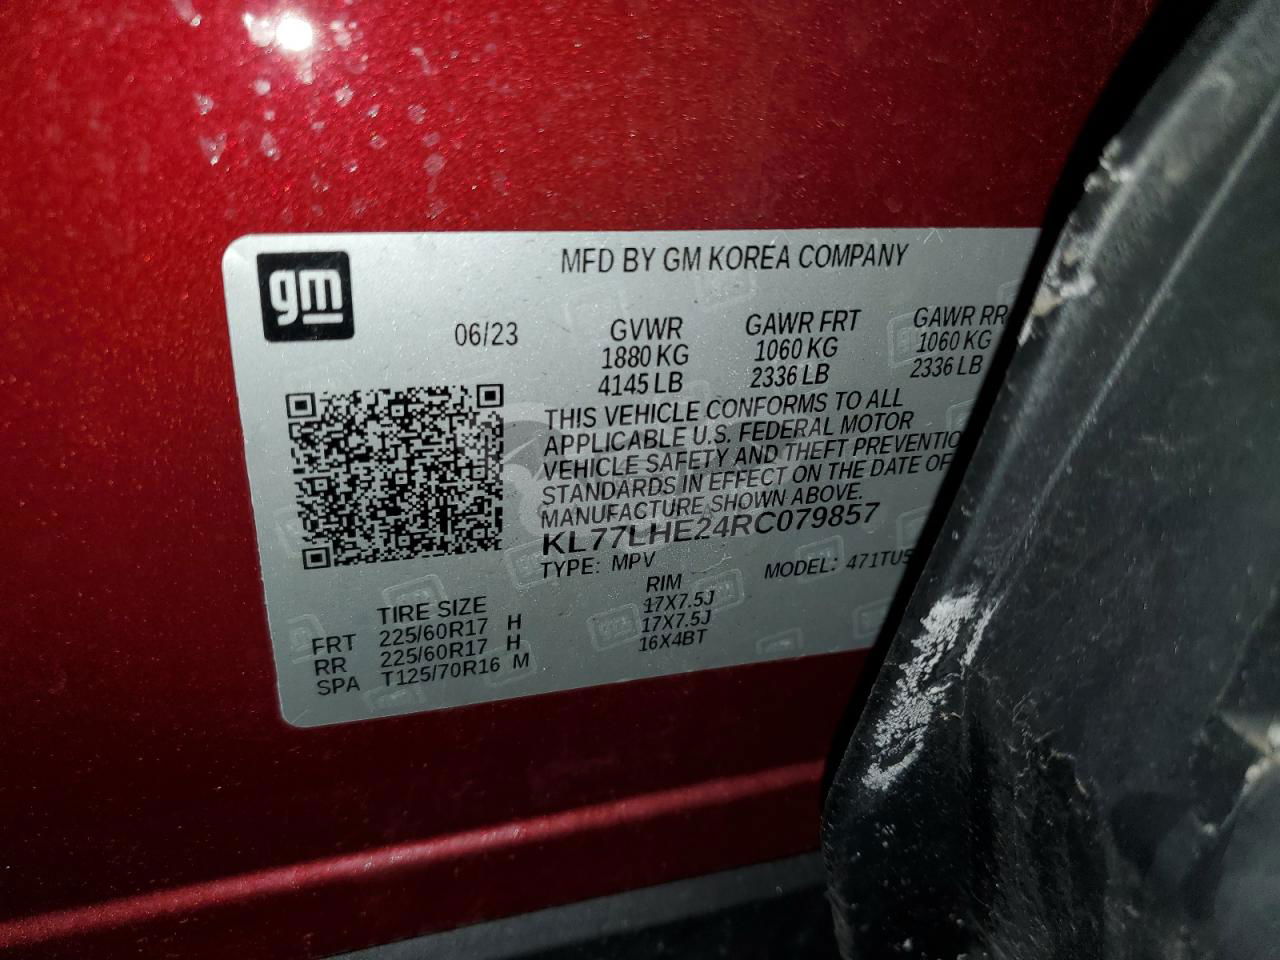 gm
MFD BY GM KOREA COMPANY
06/23 GVWR GAWR FRT GAWR RR
1880 KG 1060 KG 1060 KG
4145 LB 2336 LB 2336 LB
THIS VEHICLE CONFORMS TO ALL
APPLICABLE U.S. FEDERAL MOTOR
VEHICLE SAFETY AND THEFT PREVENTIO
STANDARDS IN EFFECT ON THE DATE OF
MANUFACTURE SHOWN ABOVE.
KL77LHE24RC079857
TYPE: MPV MODEL: 471TUS
TIRE SIZE RIM
FRT 225/60R17 H 17X7.5J
RR 225/60R17 H 17X7.5J
SPA T125/70R16 M 16X4BT